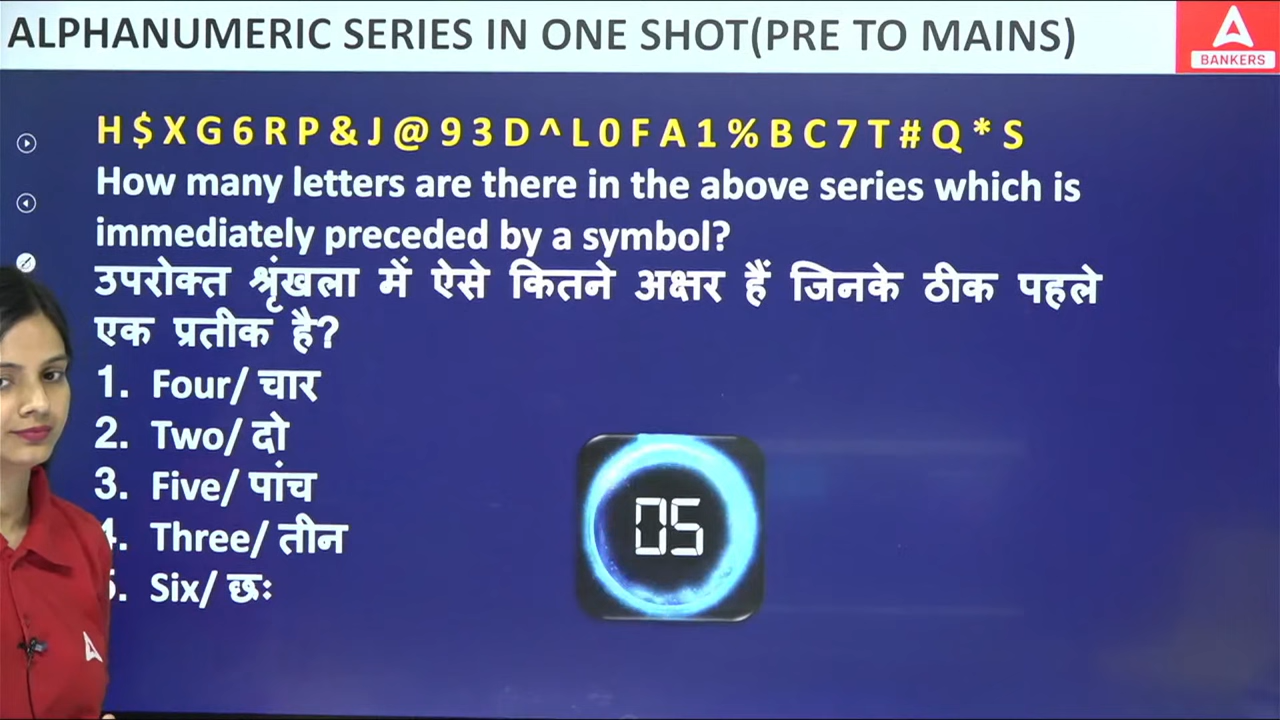 ALPHANUMERIC SERIES IN ONE SHOT(PRE TO MAINS)
BANKERS
H $ X G 6 R P & J @ 9 3 D ^ L 0 F A 1 % B C 7 T # Q * S
How many letters are there in the above series which is
immediately preceded by a symbol?
उपरोक्त श्रृंखला में ऐसे कितने अक्षर हैं जिनके ठीक पहले
एक प्रतीक है?
1. Four/ चार
2. Two/ दो
3. Five/ पांच
4. Three/ तीन
5. Six/ छः
05